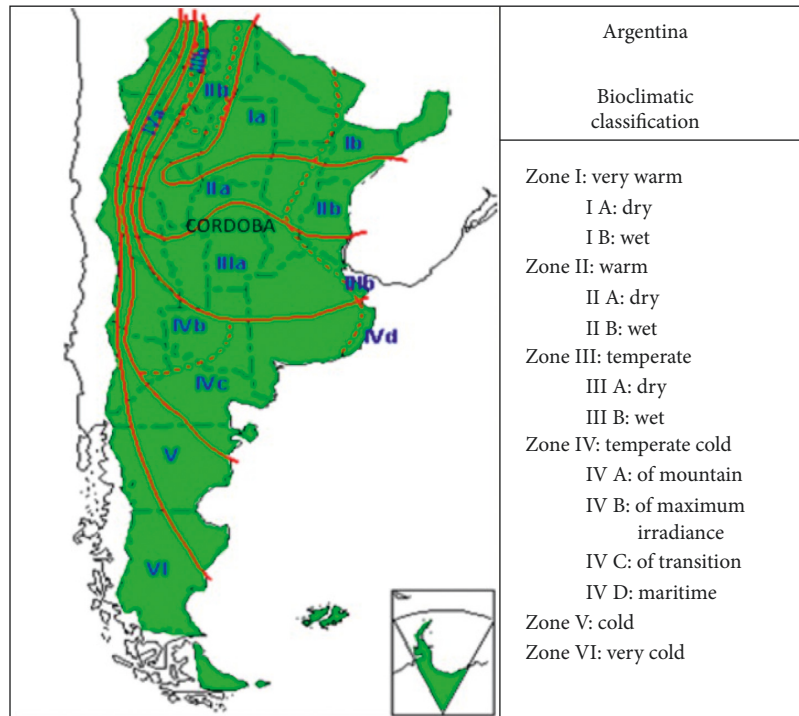 IIIb
IIb
IVa
Ia
Ib
IIa
IIb
CORDOBA
IIIa
IIIb
IVb
IVd
IVc
V
VI
Argentina
Bioclimatic
classification
Zone I: very warm
I A: dry
I B: wet
Zone II: warm
II A: dry
II B: wet
Zone III: temperate
III A: dry
III B: wet
Zone IV: temperate cold
IV A: of mountain
IV B: of maximum
irradiance
IV C: of transition
IV D: maritime
Zone V: cold
Zone VI: very cold